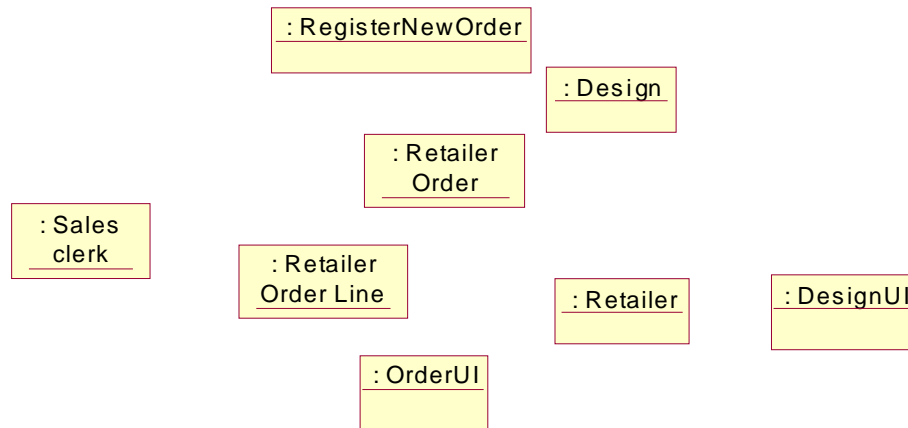 : RegisterNewOrder
: Design
: Retailer
Order
: Sales
clerk
: Retailer
Order Line
: Retailer
: DesignUI
: OrderUI